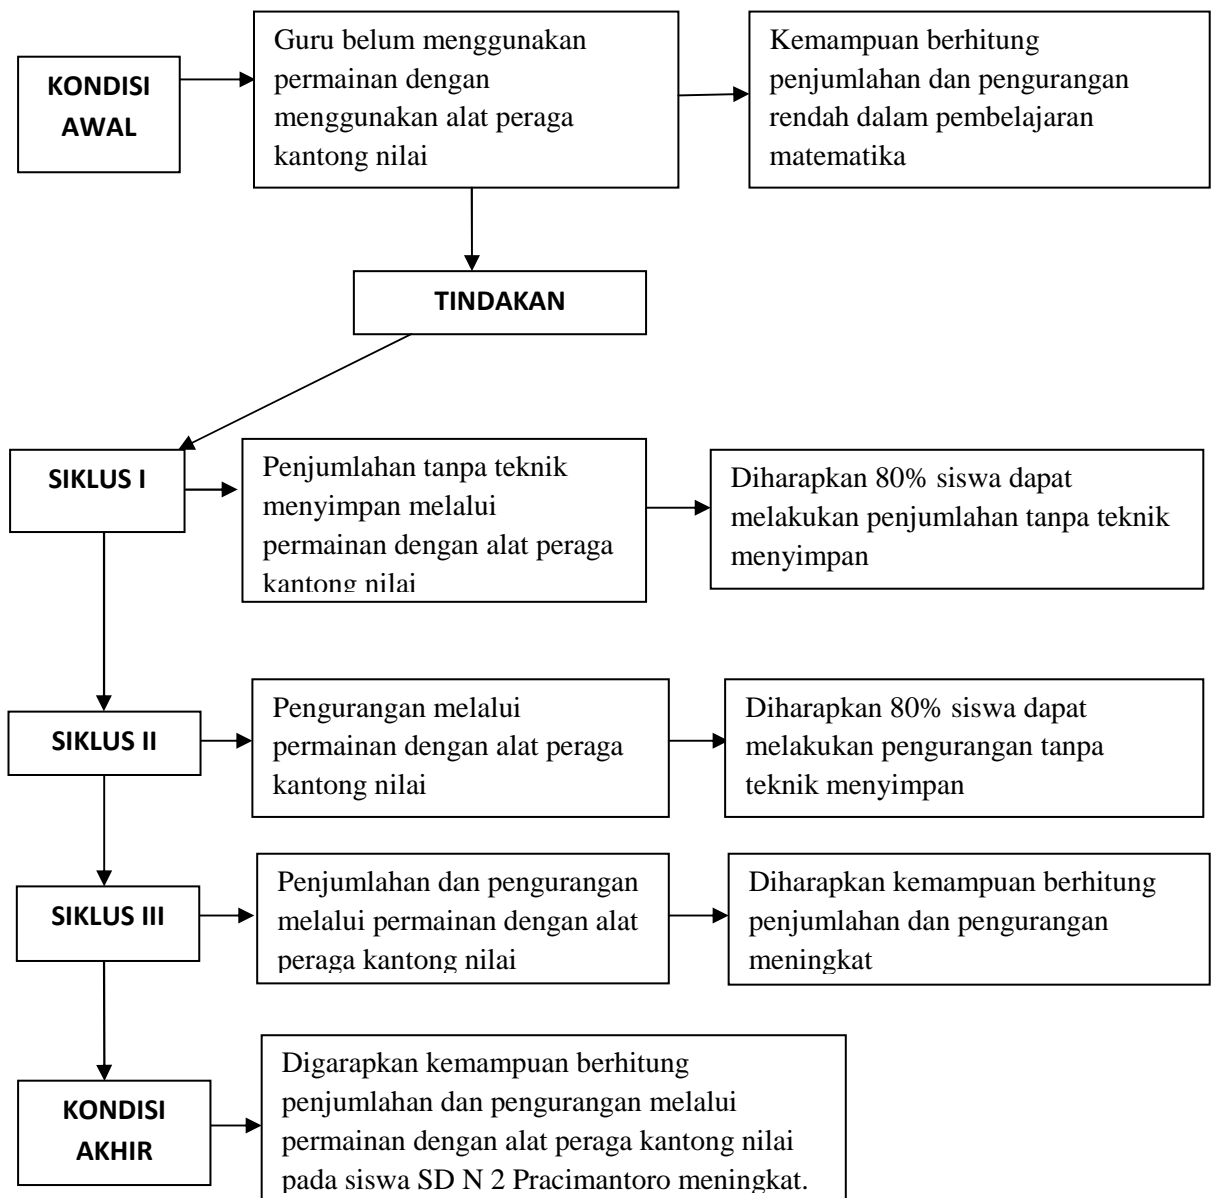 KONDISI
AWAL
Guru belum menggunakan
permainan dengan
menggunakan alat peraga
kantong nilai
Kemampuan berhitung
penjumlahan dan pengurangan
rendah dalam pembelajaran
matematika
TINDAKAN
SIKLUS I
Penjumlahan tanpa teknik
menyimpan melalui
permainan dengan alat peraga
kantong nilai
Diharapkan 80% siswa dapat
melakukan penjumlahan tanpa teknik
menyimpan
SIKLUS II
Pengurangan melalui
permainan dengan alat peraga
kantong nilai
Diharapkan 80% siswa dapat
melakukan pengurangan tanpa
teknik menyimpan
SIKLUS III
Penjumlahan dan pengurangan
melalui permainan dengan alat
peraga kantong nilai
Diharapkan kemampuan berhitung
penjumlahan dan pengurangan
meningkat
KONDISI
AKHIR
Digarapkan kemampuan berhitung
penjumlahan dan pengurangan melalui
permainan dengan alat peraga kantong nilai
pada siswa SD N 2 Pracimantoro meningkat.